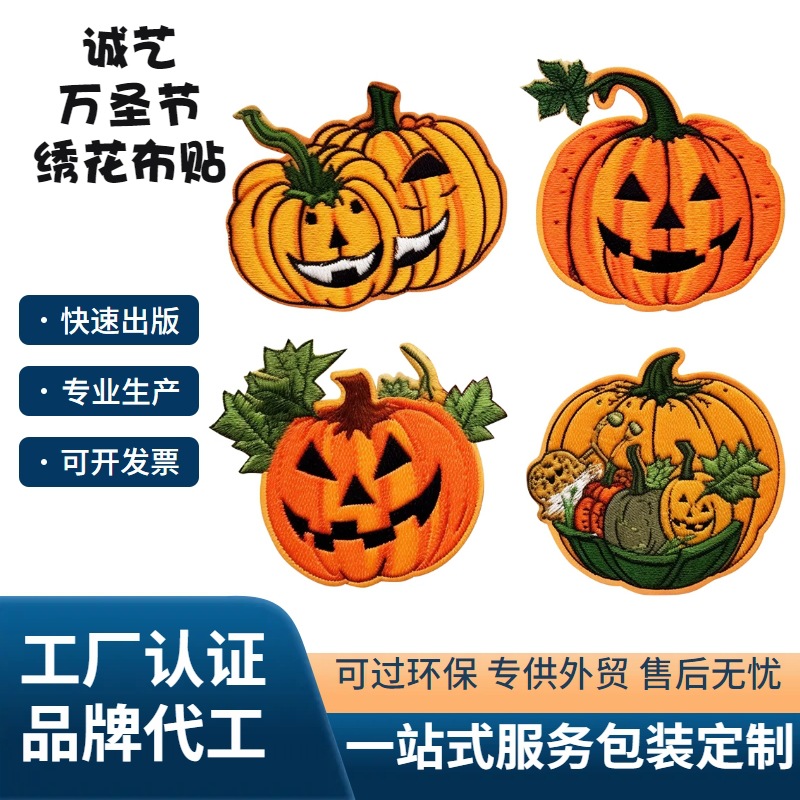 诚艺
万圣节
绣花布贴
· 快速出版
· 专业生产
· 可开发票
工厂认证
品牌代工
可过环保 专供外贸 售后无忧
一站式服务包装定制